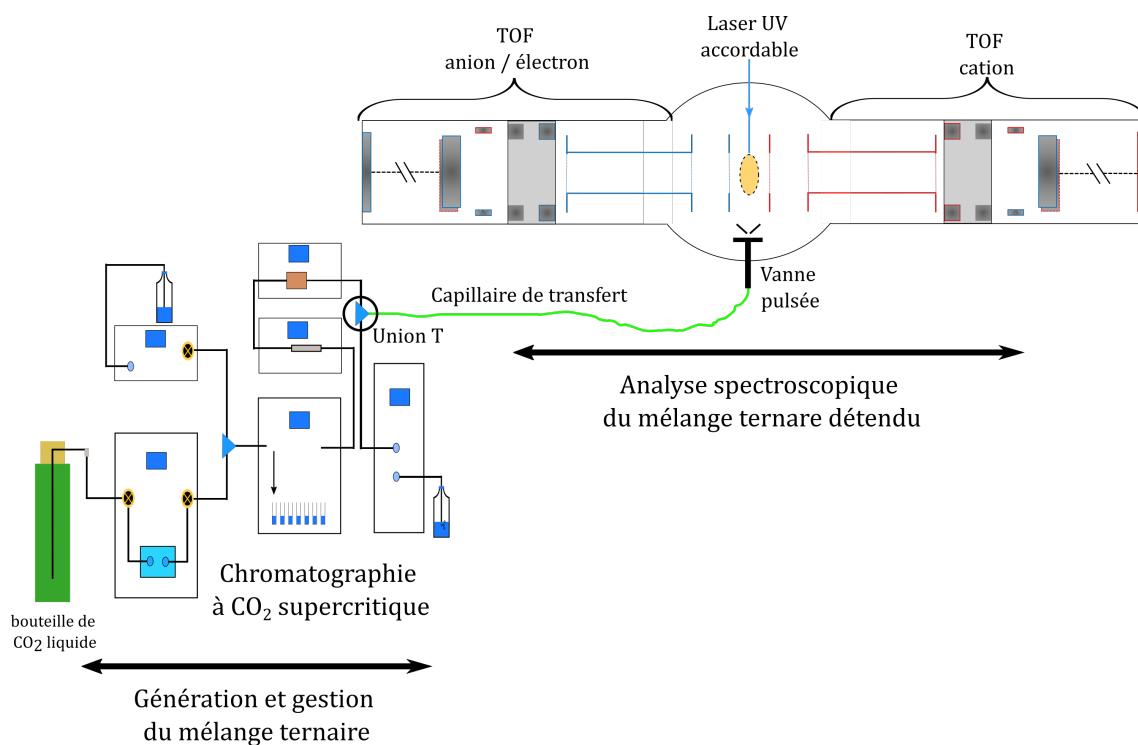 TOF
anion / électron
Laser UV
accordable
TOF
cation
Vanne
pulsée
Capillaire de transfert
Union T
Analyse spectroscopique
du mélange ternare détendu
Chromatographie
à CO₂ supercritique
bouteille de
CO2 liquide
Génération et gestion
du mélange ternaire